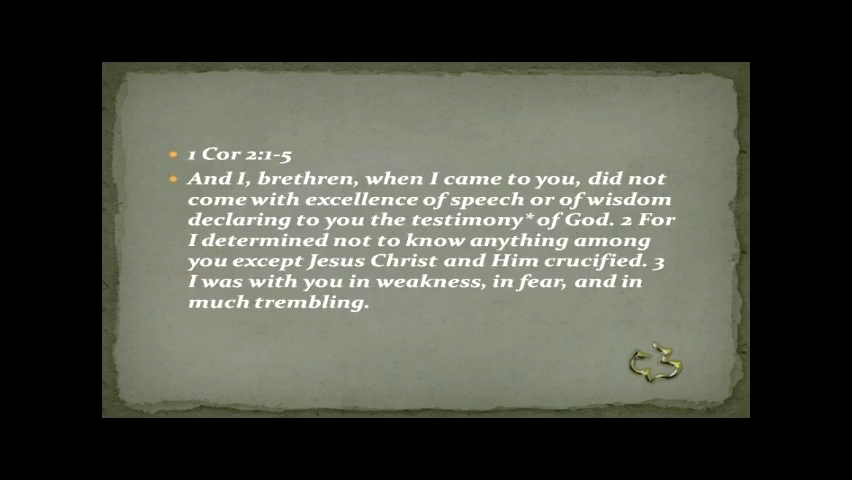 1 Cor 2:1-5
And I, brethren, when I came to you, did not
come with excellence of speech or of wisdom
declaring to you the testimony* of God. 2 For
I determined not to know anything among
you except Jesus Christ and Him crucified. 3
I was with you in weakness, in fear, and in
much trembling.